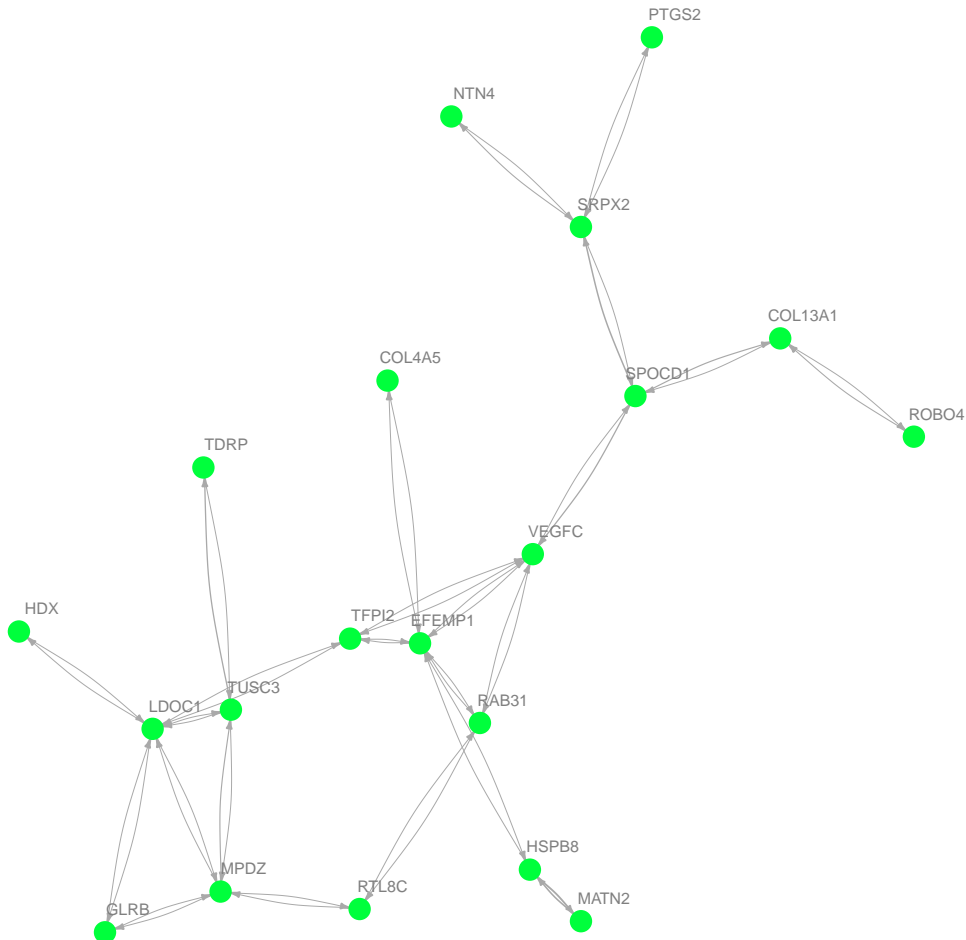 PTGS2
NTN4
SRPX2
COL13A1
COL4A5
SPOCD1
ROBO4
TDRP
VEGFC
HDX
TFPI2
EFEMP1
TUSC3
LDOC1
RAB31
HSPB8
MPDZ
RTL8C
MATN2
GLRB